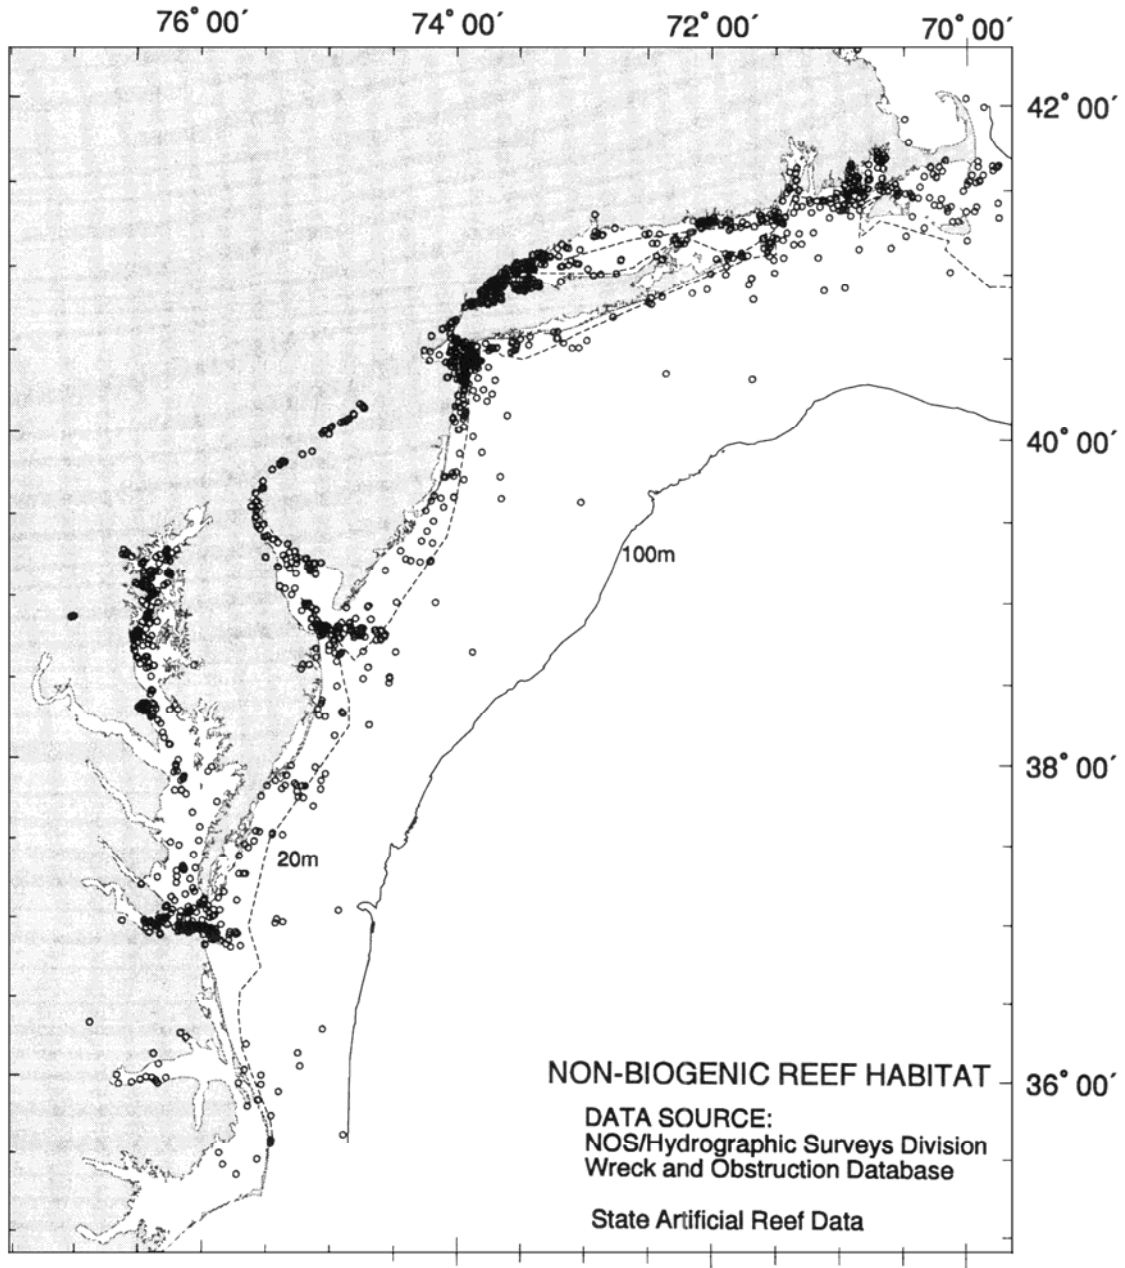 76° 00′
74° 00′
72° 00′
70° 00′
42° 00′
40° 00′
100m
38° 00′
20m
36° 00′
NON-BIOGENIC REEF HABITAT
DATA SOURCE:
NOS/Hydrographic Surveys Division
Wreck and Obstruction Database
State Artificial Reef Data